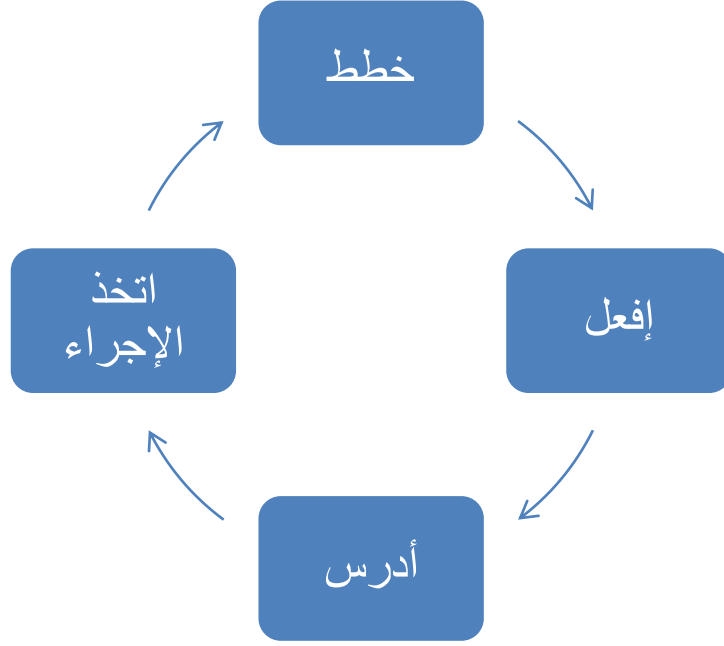 خطط
إفعل
أدرس
اتخذ
الإجراء